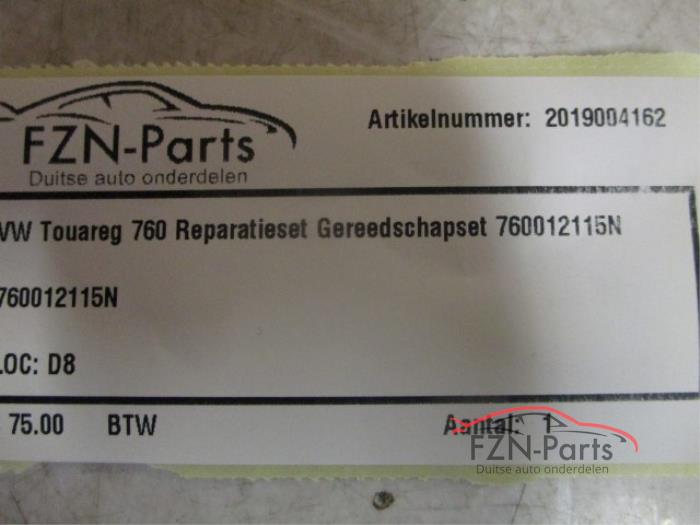 FZN-Parts
Duitse auto onderdelen
Artikelnummer: 2019004162
VW Touareg 760 Reparatieset Gereedschapset 760012115N
760012115N
LOC: D8
75.00 BTW Aantal: 1
FZN-Parts
Duitse auto onderdelen